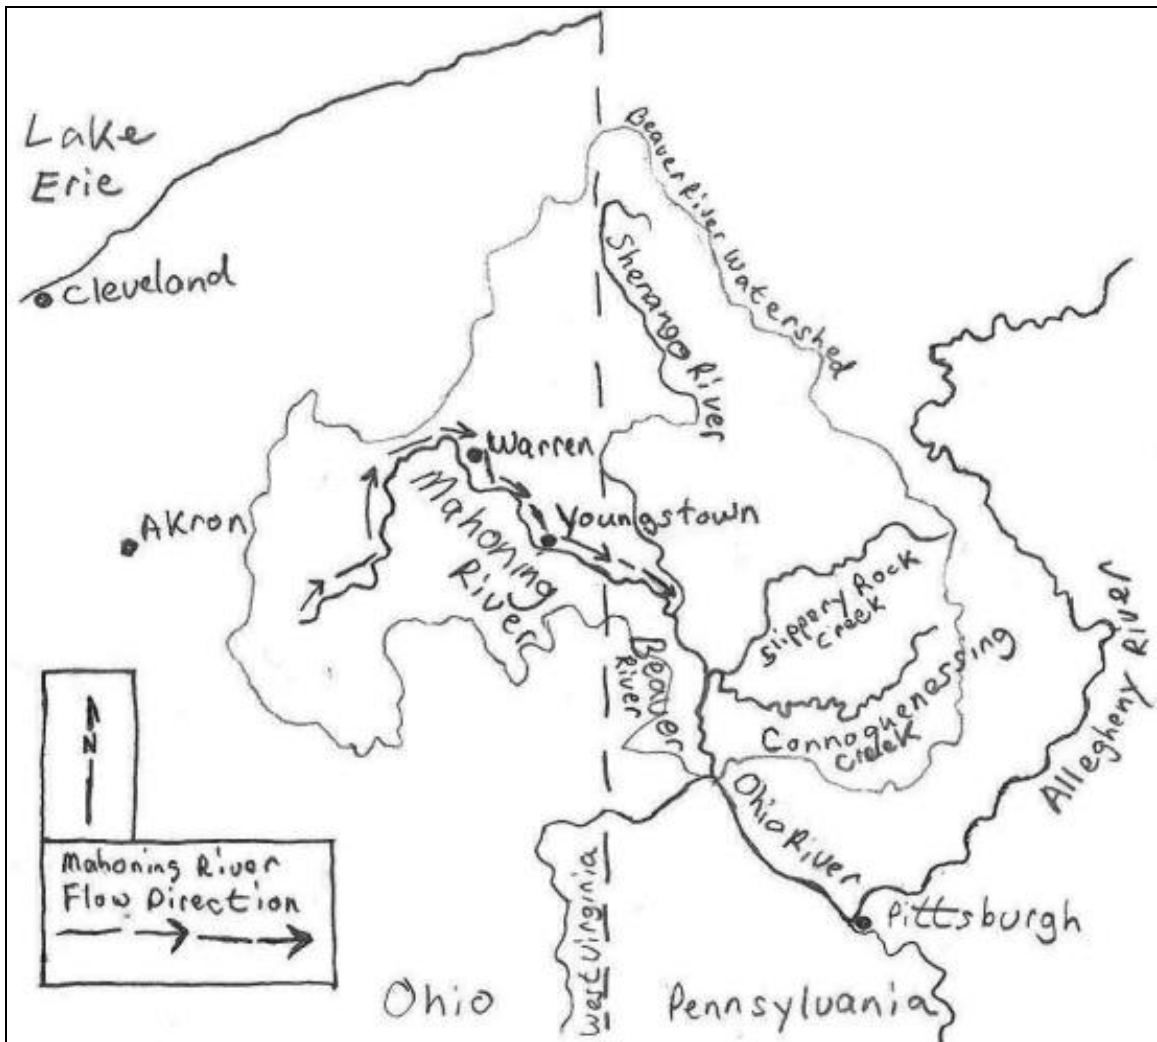 Lake
Erie
Cleveland
Beaver River Watershed
Shenango River
Warren
Akron
Youngstown
Mahoning
River
Slippery Rock
Creek
Beaver
River
Connoquenessing
Creek
Allegheny River
Ohio River
Pittsburgh
N
Mahoning River
Flow Direction
West Virginia
Ohio
Pennsylvania